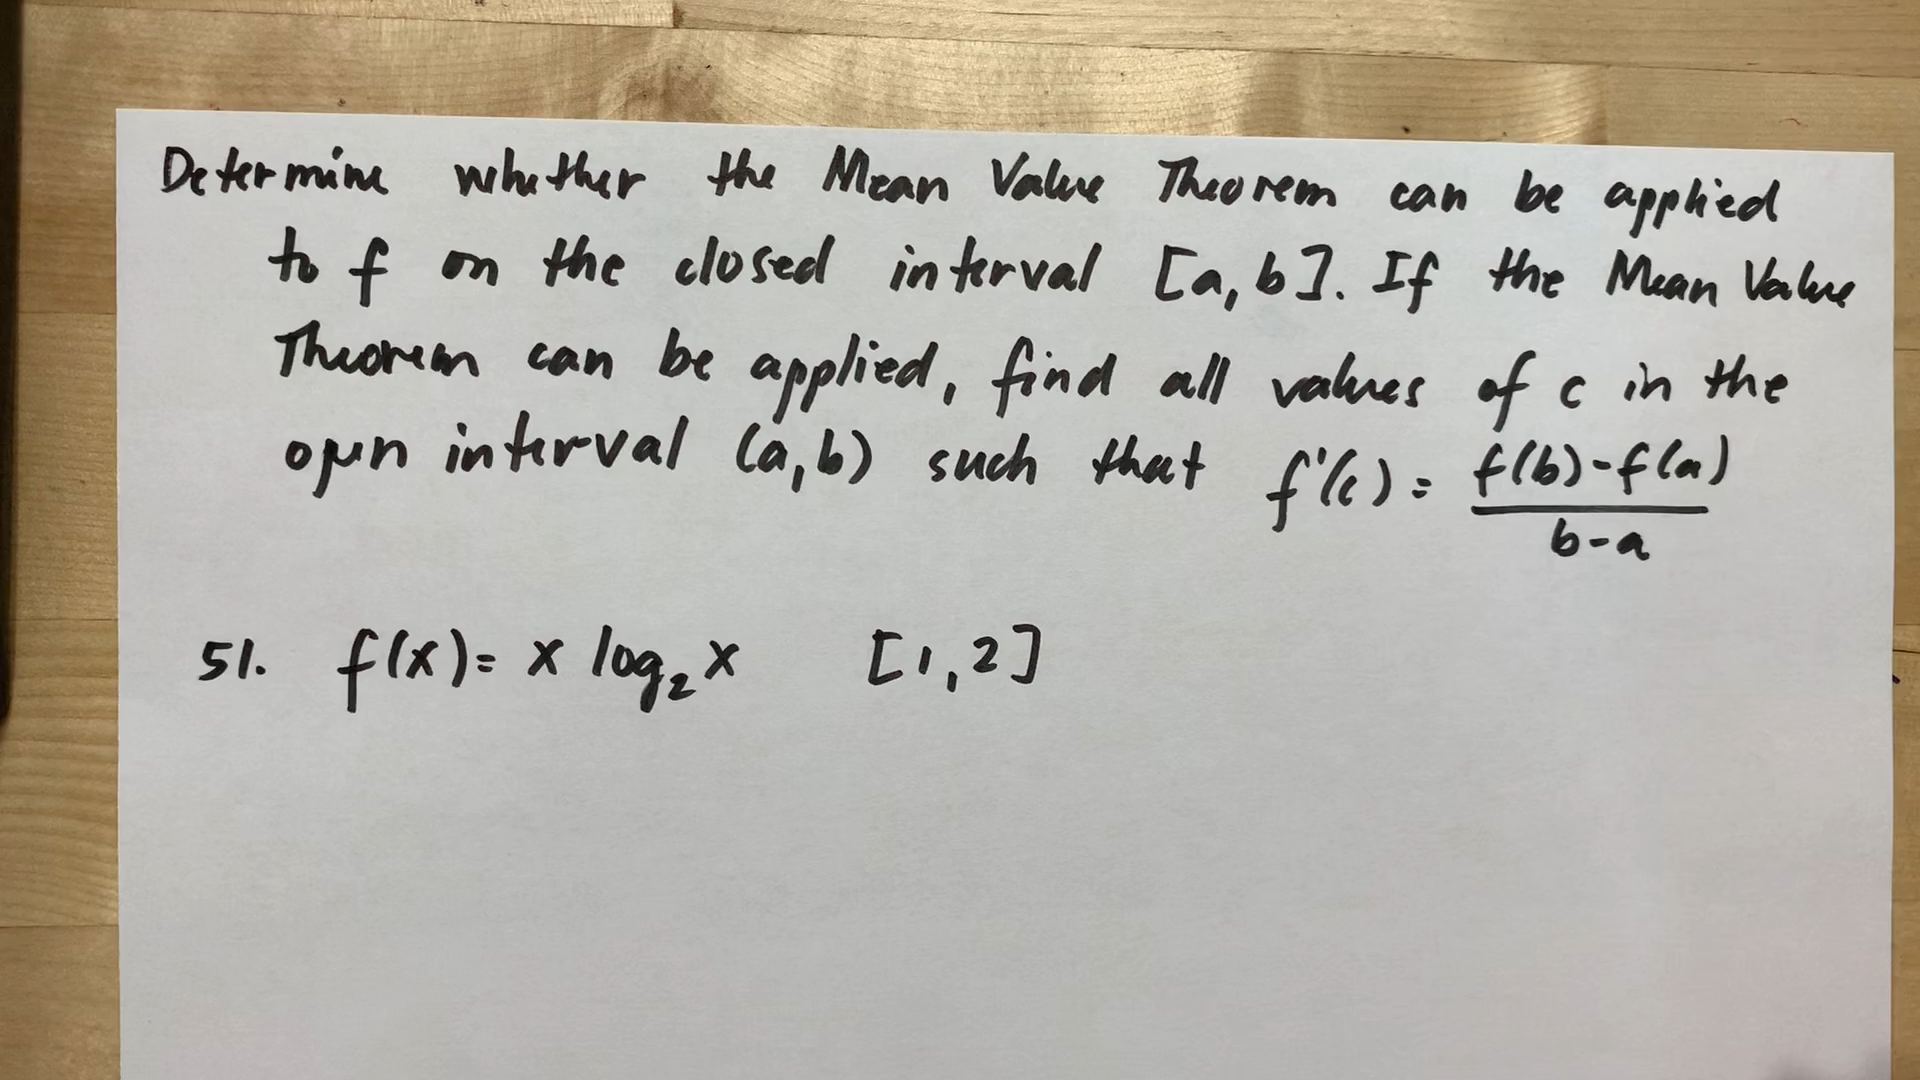 Determine whether the Mean Value Theorem can be applied
to f on the closed interval [a,b]. If the Mean Value
Theorem can be applied, find all values of c in the
open interval (a,b) such that f'(c) = f(b)-f(a)
b-a
51. f(x) = x log₂ x [1,2]